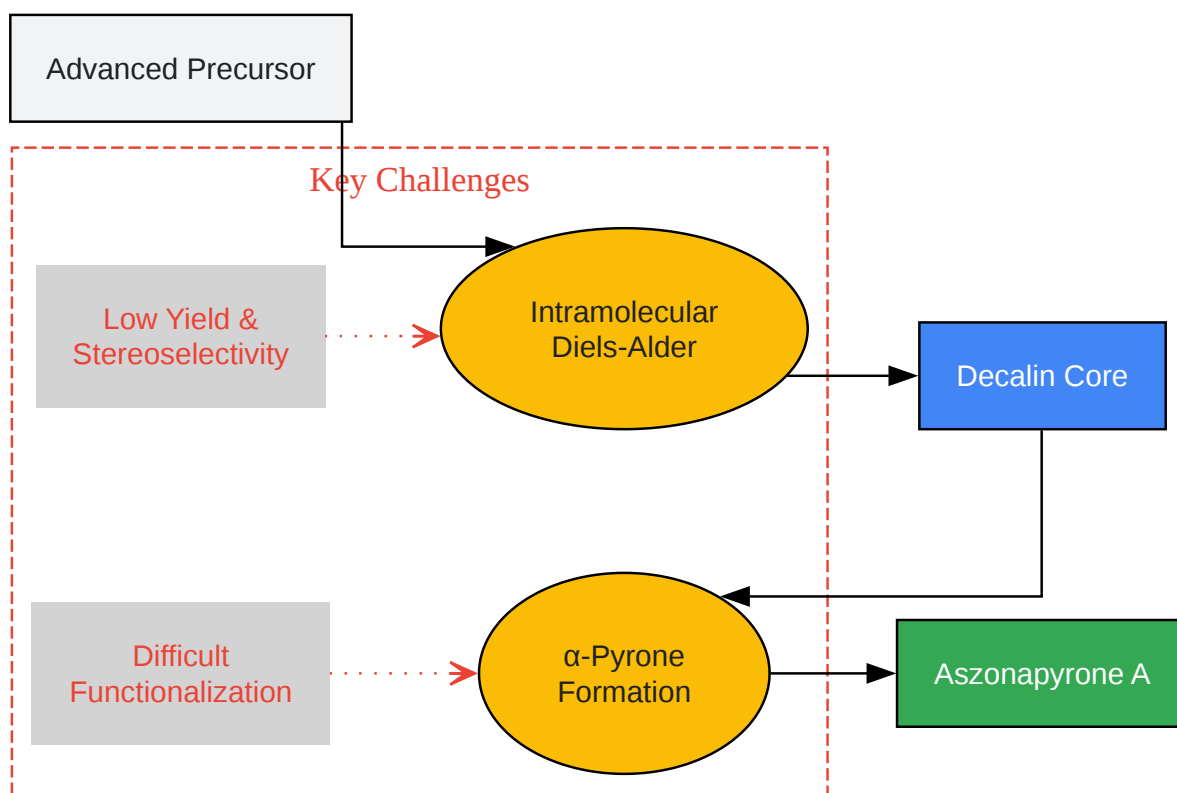 Advanced Precursor
Key Challenges
Low Yield &
Stereoselectivity
Intramolecular
Diels-Alder
Decalin Core
Difficult
Functionalization
α-Pyrone
Formation
Aszonapyrone A